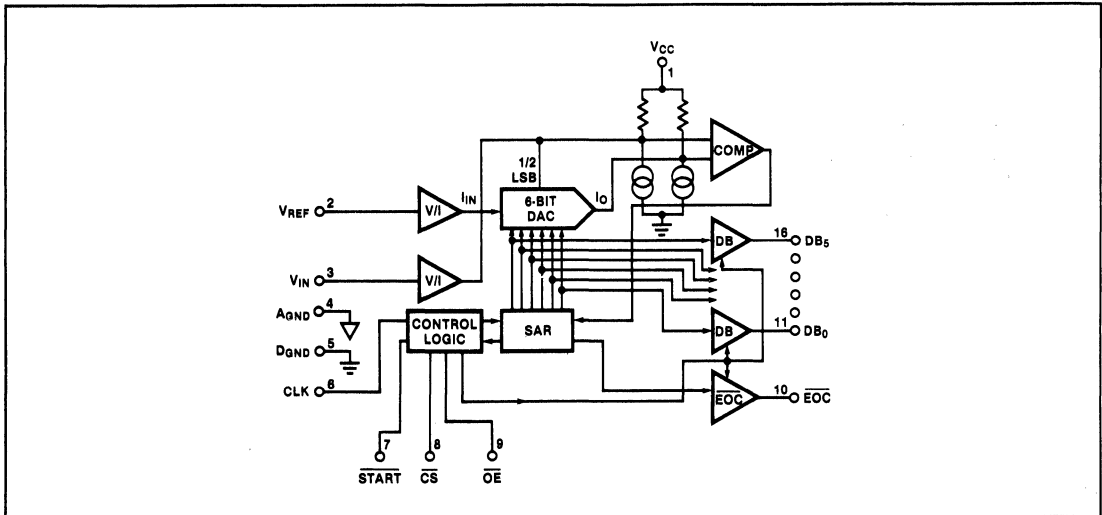 VCC
1
COMP
1/2
LSB
6-BIT
DAC
IIN
IO
VREF
2
V/I
VIN
3
V/I
AGND
4
DGND
5
CLK
6
CONTROL
LOGIC
SAR
DB
16
DB5
DB
11
DB0
EOC
10
EOC
7
START
8
CS
9
OE